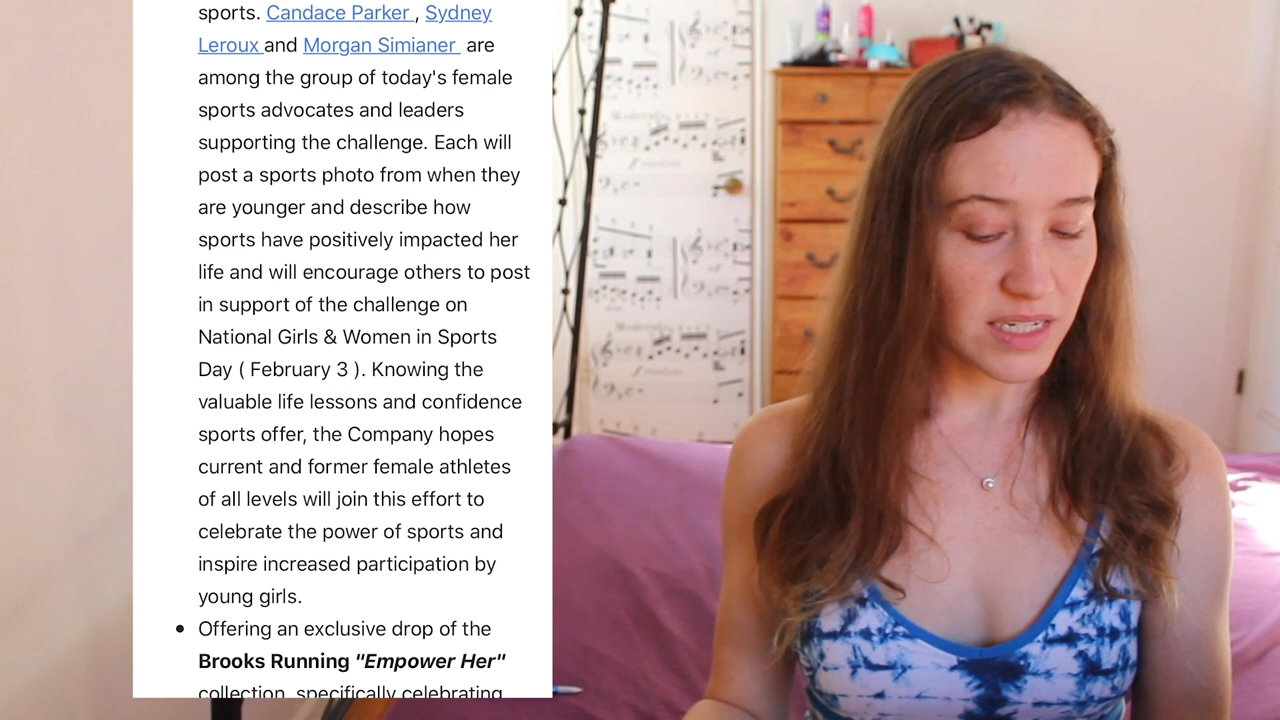 sports. Candace Parker , Sydney
Leroux and Morgan Simianer  are
among the group of today's female
sports advocates and leaders
supporting the challenge. Each will
post a sports photo from when they
are younger and describe how
sports have positively impacted her
life and will encourage others to post
in support of the challenge on
National Girls & Women in Sports
Day ( February 3 ). Knowing the
valuable life lessons and confidence
sports offer, the Company hopes
current and former female athletes
of all levels will join this effort to
celebrate the power of sports and
inspire increased participation by
young girls.
• Offering an exclusive drop of the
Brooks Running "Empower Her"
collection, specifically celebrating